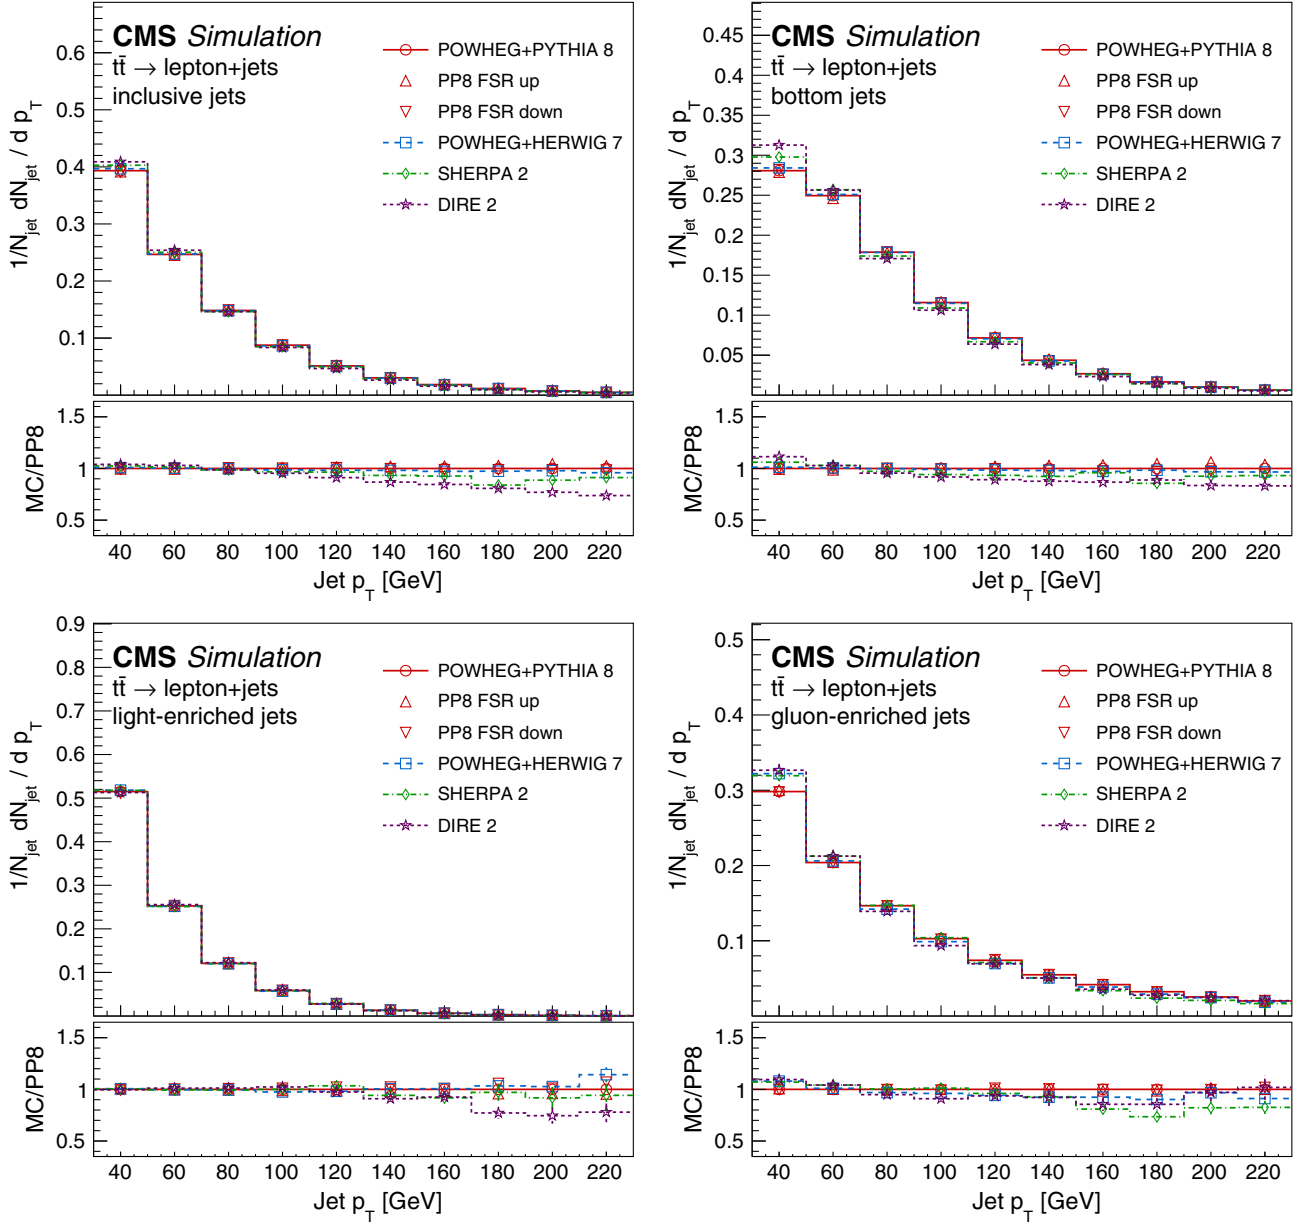 CMS Simulation
tt̄ → lepton+jets
inclusive jets
POWHEG+PYTHIA 8
PP8 FSR up
PP8 FSR down
POWHEG+HERWIG 7
SHERPA 2
DIRE 2
1/N_jet dN_jet / d p_T
0.6
0.5
0.4
0.3
0.2
0.1
MC/PP8
1.5
1
0.5
40 60 80 100 120 140 160 180 200 220
Jet p_T [GeV]
CMS Simulation
tt̄ → lepton+jets
bottom jets
POWHEG+PYTHIA 8
PP8 FSR up
PP8 FSR down
POWHEG+HERWIG 7
SHERPA 2
DIRE 2
1/N_jet dN_jet / d p_T
0.45
0.4
0.35
0.3
0.25
0.2
0.15
0.1
0.05
MC/PP8
1.5
1
0.5
40 60 80 100 120 140 160 180 200 220
Jet p_T [GeV]
CMS Simulation
tt̄ → lepton+jets
light-enriched jets
POWHEG+PYTHIA 8
PP8 FSR up
PP8 FSR down
POWHEG+HERWIG 7
SHERPA 2
DIRE 2
1/N_jet dN_jet / d p_T
0.9
0.8
0.7
0.6
0.5
0.4
0.3
0.2
0.1
MC/PP8
1.5
1
0.5
40 60 80 100 120 140 160 180 200 220
Jet p_T [GeV]
CMS Simulation
tt̄ → lepton+jets
gluon-enriched jets
POWHEG+PYTHIA 8
PP8 FSR up
PP8 FSR down
POWHEG+HERWIG 7
SHERPA 2
DIRE 2
1/N_jet dN_jet / d p_T
0.5
0.4
0.3
0.2
0.1
MC/PP8
1.5
1
0.5
40 60 80 100 120 140 160 180 200 220
Jet p_T [GeV]